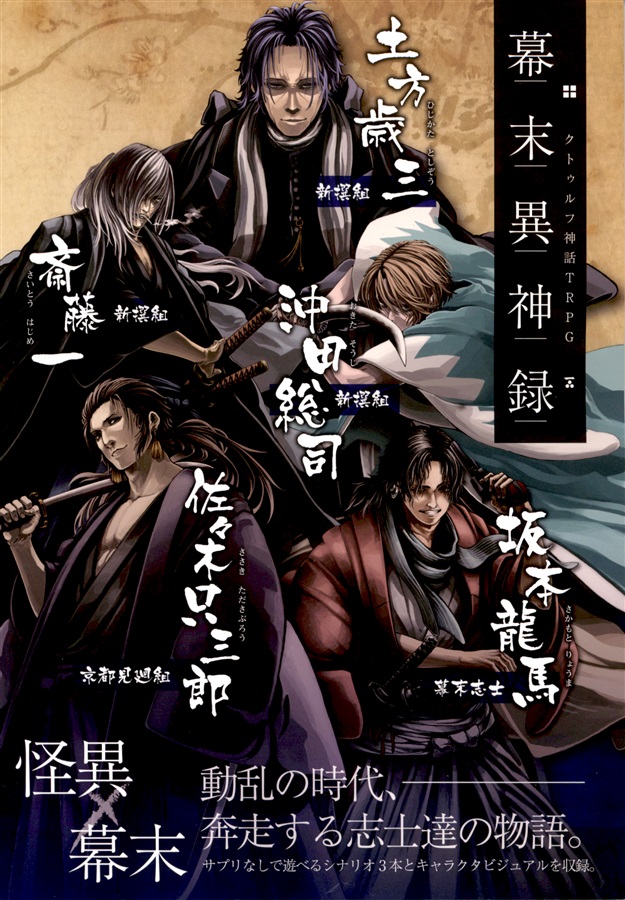 幕末異神録
クトゥルフ神話TRPG
土方歳三
ひじかた としぞう
新撰組
斎藤一
さいとう はじめ
新撰組
沖田総司
おきた そうじ
新撰組
佐々木只三郎
ささき たださぶろう
京都見廻組
坂本龍馬
さかもと りょうま
幕末志士
怪異
×
幕末
動乱の時代、――
奔走する志士達の物語。
サプリなしで遊べるシナリオ3本とキャラクタビジュアルを収録。